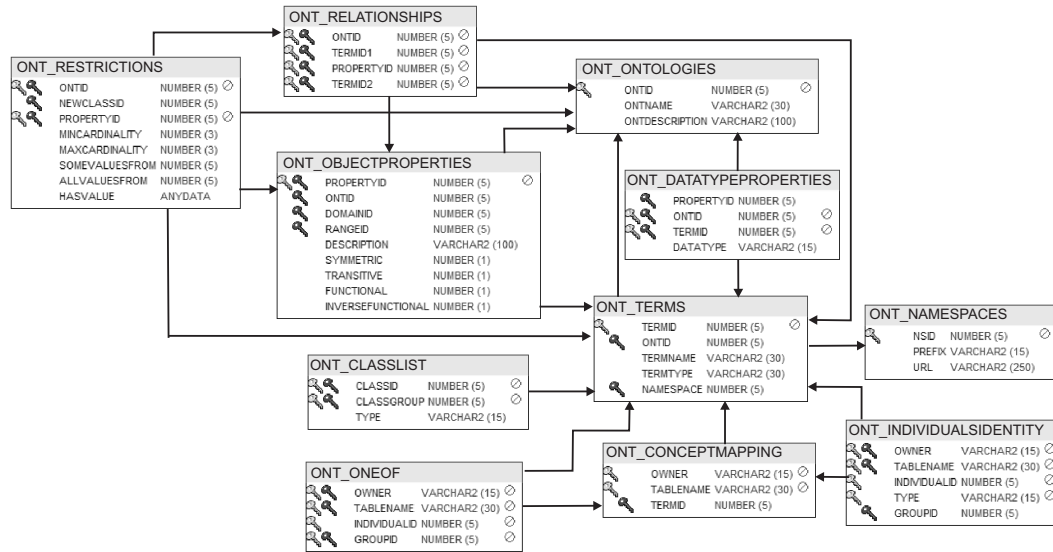 ONT_RELATIONSHIPS
ONTID NUMBER (5)
TERMID1 NUMBER (5)
PROPERTYID NUMBER (5)
TERMID2 NUMBER (5)
ONT_RESTRICTIONS
ONTID NUMBER (5)
NEWCLASSID NUMBER (5)
PROPERTYID NUMBER (5)
MINCARDINALITY NUMBER (3)
MAXCARDINALITY NUMBER (3)
SOMEVALUESFROM NUMBER (5)
ALLVALUESFROM NUMBER (5)
HASVALUE ANYDATA
ONT_ONTOLOGIES
ONTID NUMBER (5)
ONTNAME VARCHAR2 (30)
ONTDESCRIPTION VARCHAR2 (100)
ONT_OBJECTPROPERTIES
PROPERTYID NUMBER (5)
ONTID NUMBER (5)
DOMAINID NUMBER (5)
RANGEID NUMBER (5)
DESCRIPTION VARCHAR2 (100)
SYMMETRIC NUMBER (1)
TRANSITIVE NUMBER (1)
FUNCTIONAL NUMBER (1)
INVERSEFUNCTIONAL NUMBER (1)
ONT_DATATYPEPROPERTIES
PROPERTYID NUMBER (5)
ONTID NUMBER (5)
TERMID NUMBER (5)
DATATYPE VARCHAR2 (15)
ONT_TERMS
TERMID NUMBER (5)
ONTID NUMBER (5)
TERMNAME VARCHAR2 (30)
TERMTYPE VARCHAR2 (30)
NAMESPACE NUMBER (5)
ONT_NAMESPACES
NSID NUMBER (5)
PREFIX VARCHAR2 (15)
URL VARCHAR2 (250)
ONT_CLASSLIST
CLASSID NUMBER (5)
CLASSGROUP NUMBER (5)
TYPE VARCHAR2 (15)
ONT_INDIVIDUALSIDENTITY
OWNER VARCHAR2 (15)
TABLENAME VARCHAR2 (30)
INDIVIDUALID NUMBER (5)
TYPE VARCHAR2 (15)
GROUPID NUMBER (5)
ONT_CONCEPTMAPPING
OWNER VARCHAR2 (15)
TABLENAME VARCHAR2 (30)
TERMID NUMBER (5)
ONT_ONEOF
OWNER VARCHAR2 (15)
TABLENAME VARCHAR2 (30)
INDIVIDUALID NUMBER (5)
GROUPID NUMBER (5)